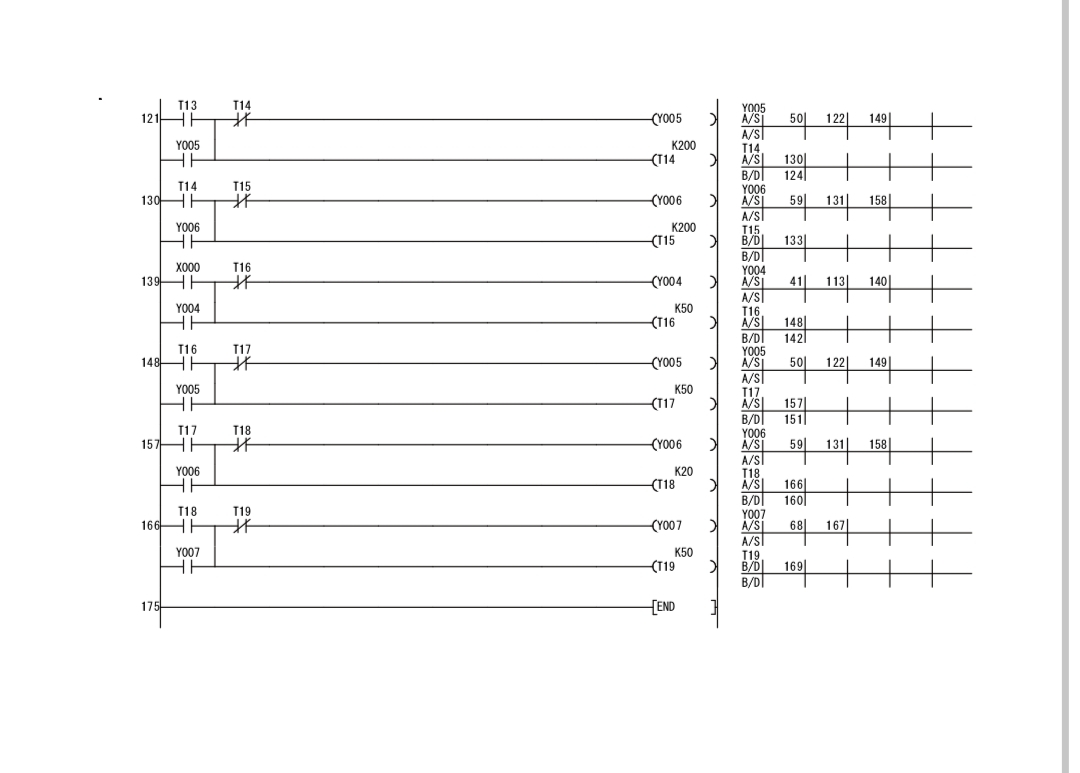 T13 T14
121 (Y005 )
Y005 K200
(T14 )
T14 T15
130 (Y006 )
Y006 K200
(T15 )
X000 T16
139 (Y004 )
Y004 K50
(T16 )
T16 T17
148 (Y005 )
Y005 K50
(T17 )
T17 T18
157 (Y006 )
Y006 K20
(T18 )
T18 T19
166 (Y007 )
Y007 K50
(T19 )
175 [END ]
Y005
A/S 50 122 149
A/S
T14
A/S 130
B/D 124
Y006
A/S 59 131 158
A/S
T15
B/D 133
B/D
Y004
A/S 41 113 140
A/S
T16
A/S 148
B/D 142
Y005
A/S 50 122 149
A/S
T17
A/S 157
B/D 151
Y006
A/S 59 131 158
A/S
T18
A/S 166
B/D 160
Y007
A/S 68 167
A/S
T19
B/D 169
B/D